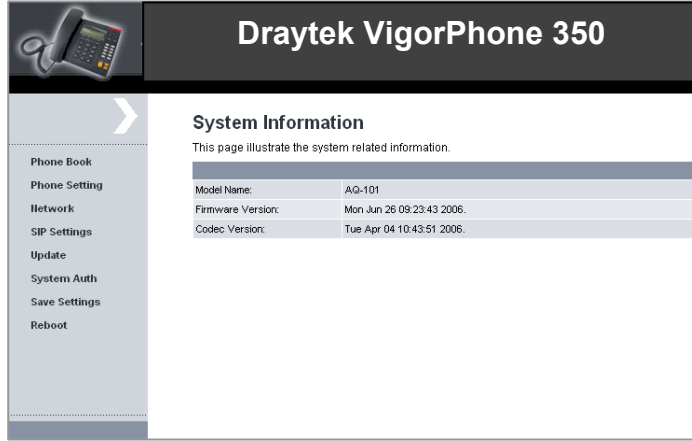 Draytek VigorPhone 350
System Information
This page illustrate the system related information.
Phone Book
Phone Setting
Network
SIP Settings
Update
System Auth
Save Settings
Reboot
Model Name: AQ-101
Firmware Version: Mon Jun 26 09:23:43 2006.
Codec Version: Tue Apr 04 10:43:51 2006.